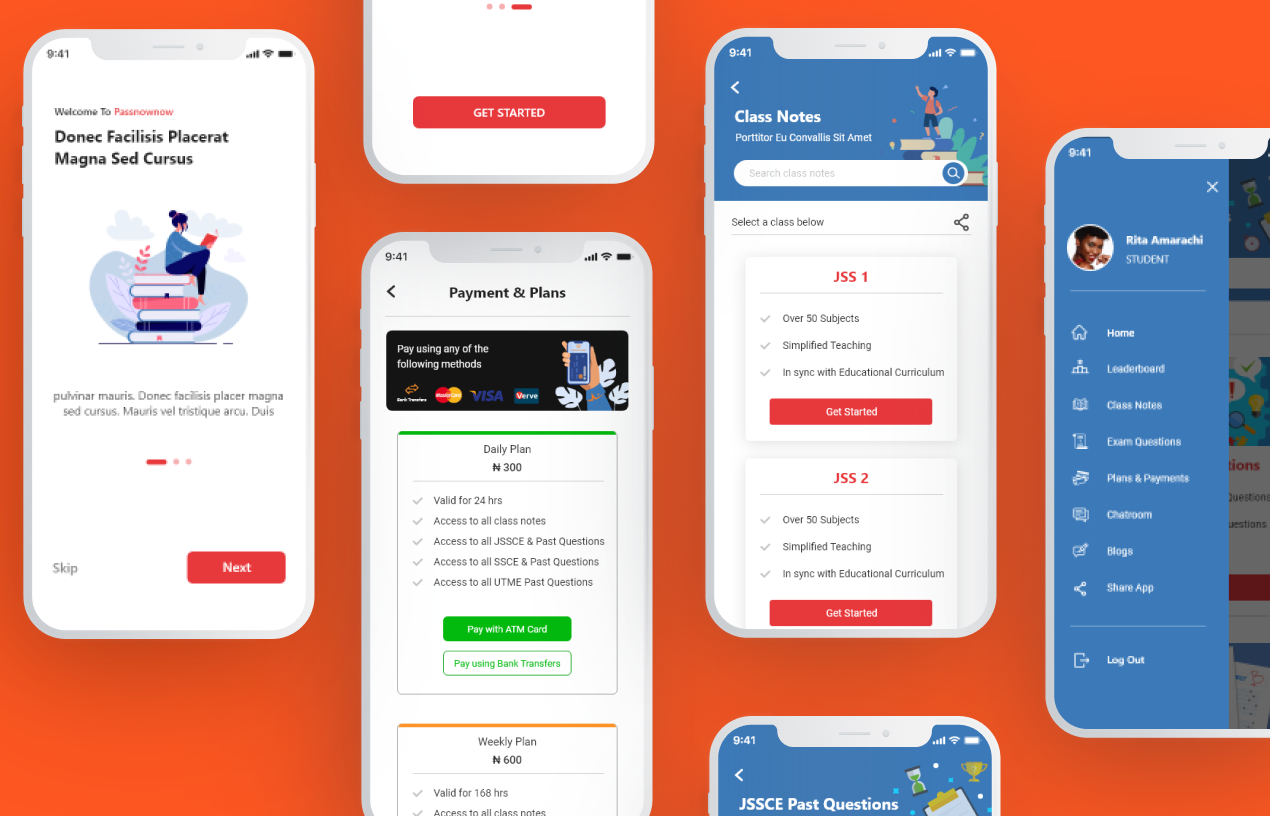 9:41
Welcome To Passnownow
Donec Facilisis Placerat
Magna Sed Cursus
pulvinar mauris. Donec facilisis placer magna
sed cursus. Mauris vel tristique arcu. Duis
Skip
Next
GET STARTED
9:41
Payment & Plans
Pay using any of the
following methods
Bank Transfers
MasterCard
VISA
Verve
Daily Plan
₦ 300
Valid for 24 hrs
Access to all class notes
Access to all JSSCE & Past Questions
Access to all SSCE & Past Questions
Access to all UTME Past Questions
Pay with ATM Card
Pay using Bank Transfers
Weekly Plan
₦ 600
Valid for 168 hrs
Access to all class notes
9:41
Class Notes
Porttitor Eu Convallis Sit Amet
Search class notes
Select a class below
JSS 1
Over 50 Subjects
Simplified Teaching
In sync with Educational Curriculum
Get Started
JSS 2
Over 50 Subjects
Simplified Teaching
In sync with Educational Curriculum
Get Started
9:41
JSSCE Past Questions
9:41
Rita Amarachi
STUDENT
Home
Leaderboard
Class Notes
Exam Questions
Plans & Payments
Chatroom
Blogs
Share App
Log Out